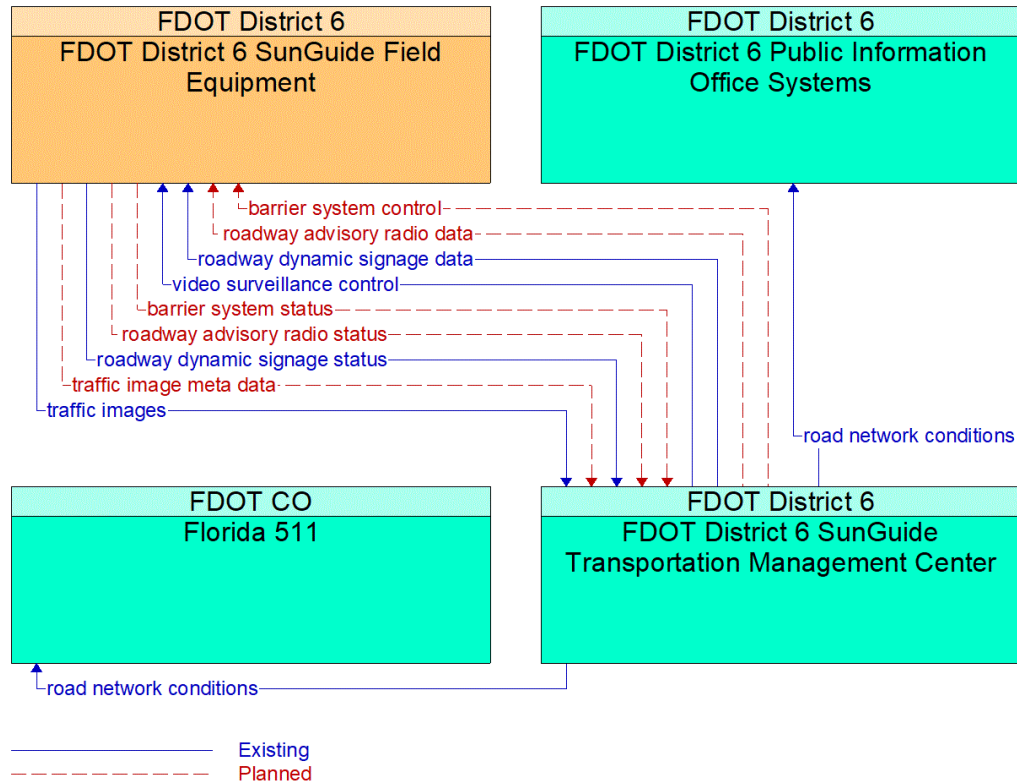 FDOT District 6
FDOT District 6 SunGuide Field
Equipment
FDOT District 6
FDOT District 6 Public Information
Office Systems
barrier system control
roadway advisory radio data
roadway dynamic signage data
video surveillance control
barrier system status
roadway advisory radio status
roadway dynamic signage status
traffic image meta data
traffic images
road network conditions
FDOT CO
Florida 511
FDOT District 6
FDOT District 6 SunGuide
Transportation Management Center
road network conditions
Existing
Planned